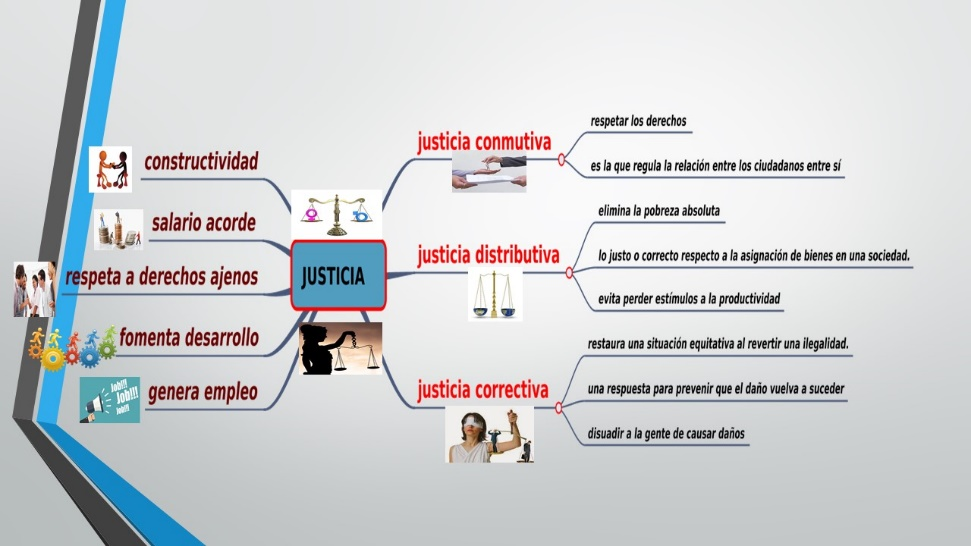 JUSTICIA
constructividad
salario acorde
respeta a derechos ajenos
fomenta desarrollo
genera empleo
Job!!!
Job!!!
Job!!!
justicia conmutiva
respetar los derechos
es la que regula la relación entre los ciudadanos entre sí
justicia distributiva
elimina la pobreza absoluta
lo justo o correcto respecto a la asignación de bienes en una sociedad.
evita perder estímulos a la productividad
justicia correctiva
restaura una situación equitativa al revertir una ilegalidad.
una respuesta para prevenir que el daño vuelva a suceder
disuadir a la gente de causar daños